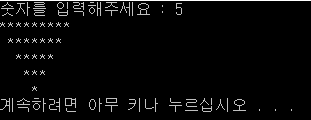 숫자를 입력해주세요 : 5
*********
 *******
  *****
   ***
    *
계속하려면 아무 키나 누르십시오 . . .